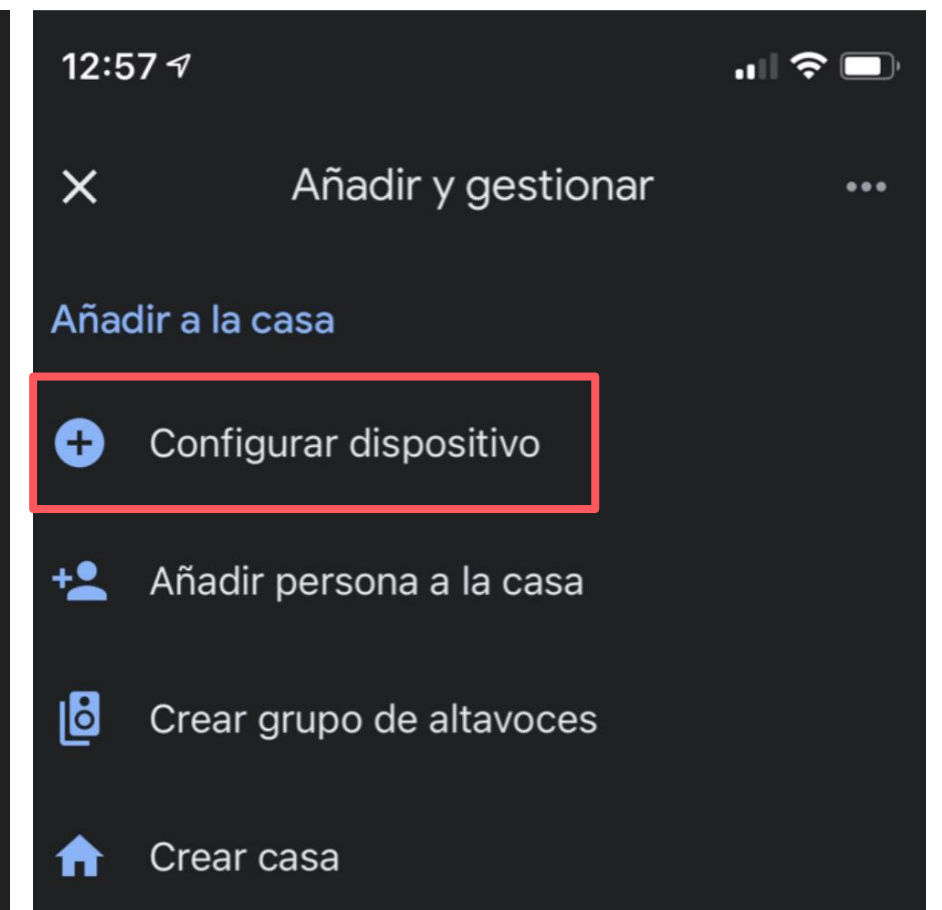 12:57
Añadir y gestionar
Añadir a la casa
Configurar dispositivo
Añadir persona a la casa
Crear grupo de altavoces
Crear casa